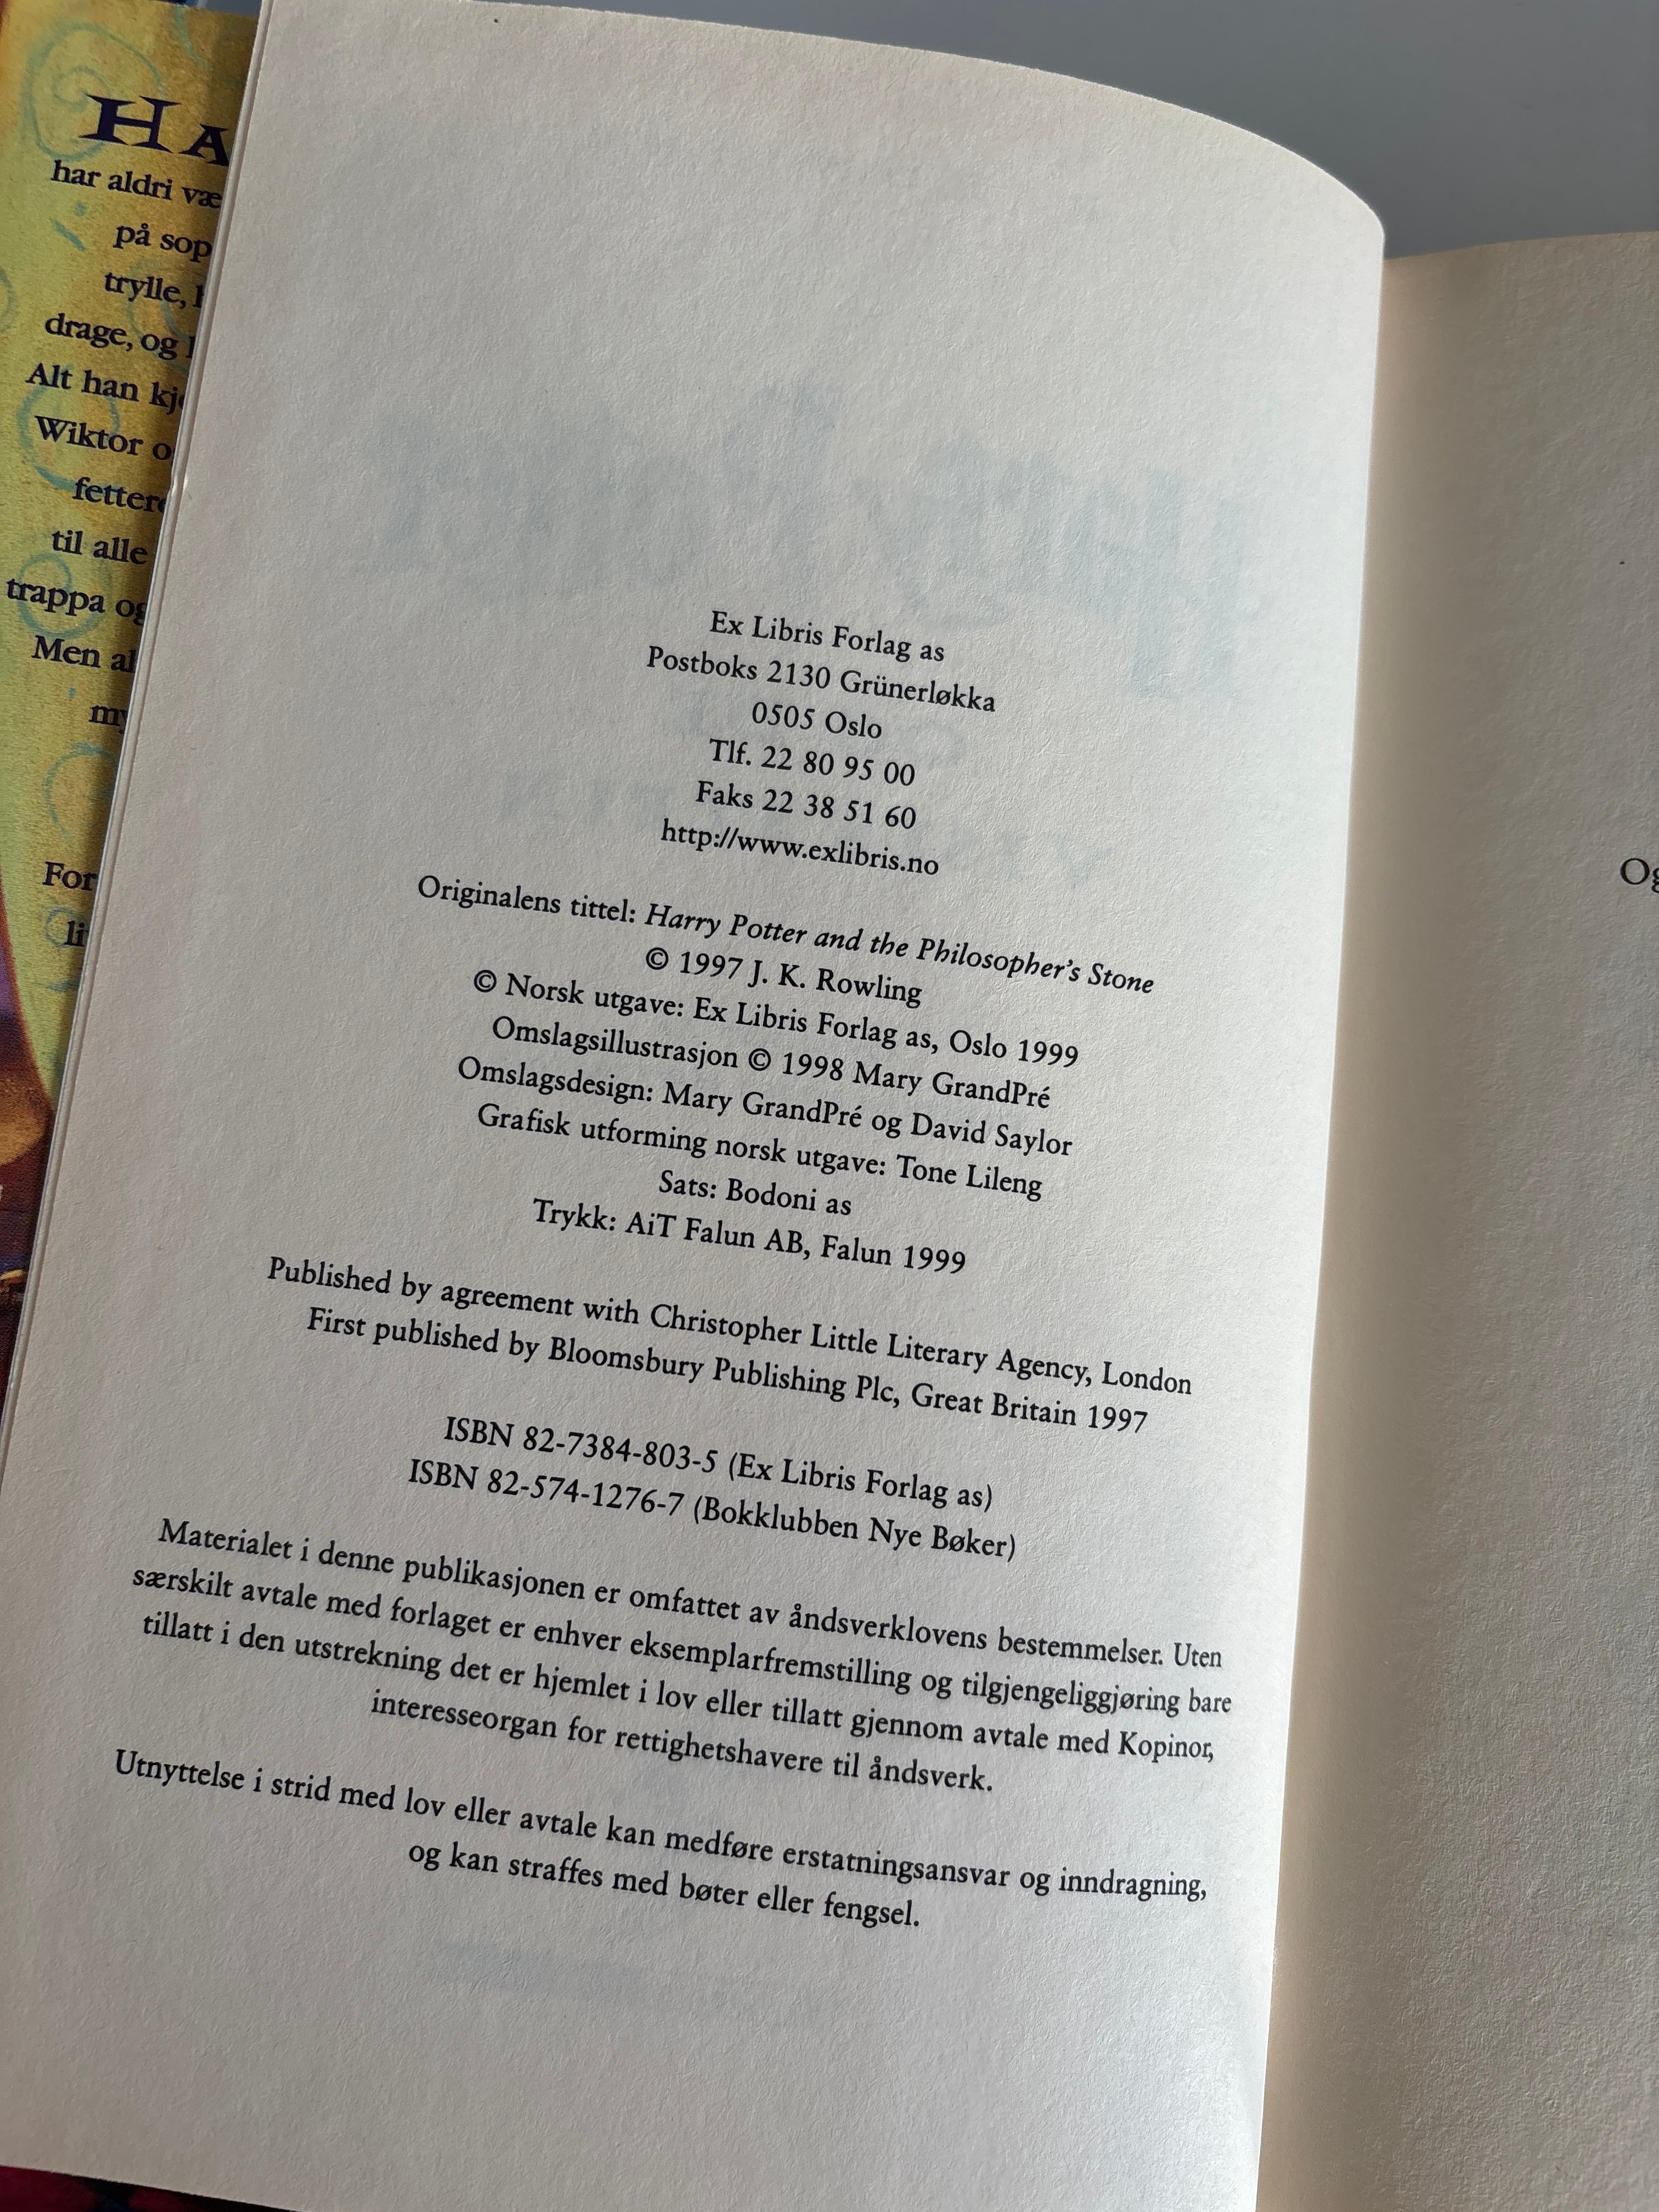 HA
har aldri væ
på sop
trylle,
drage, og
Alt han kj
Wiktor o
fetter
til alle
trappa og
Men al
my
For
li
Ex Libris Forlag as
Postboks 2130 Grünerløkka
0505 Oslo
Tlf. 22 80 95 00
Faks 22 38 51 60
http://www.exlibris.no
Originalens tittel: Harry Potter and the Philosopher's Stone
© 1997 J. K. Rowling
© Norsk utgave: Ex Libris Forlag as, Oslo 1999
Omslagsillustrasjon © 1998 Mary GrandPré
Omslagsdesign: Mary GrandPré og David Saylor
Grafisk utforming norsk utgave: Tone Lileng
Sats: Bodoni as
Trykk: AiT Falun AB, Falun 1999
Published by agreement with Christopher Little Literary Agency, London
First published by Bloomsbury Publishing Plc, Great Britain 1997
ISBN 82-7384-803-5 (Ex Libris Forlag as)
ISBN 82-574-1276-7 (Bokklubben Nye Bøker)
Materialet i denne publikasjonen er omfattet av åndsverklovens bestemmelser. Uten
særskilt avtale med forlaget er enhver eksemplarfremstilling og tilgjengeliggjøring bare
tillatt i den utstrekning det er hjemlet i lov eller tillatt gjennom avtale med Kopinor,
interesseorgan for rettighetshavere til åndsverk.
Utnyttelse i strid med lov eller avtale kan medføre erstatningsansvar og inndragning,
og kan straffes med bøter eller fengsel.
Og